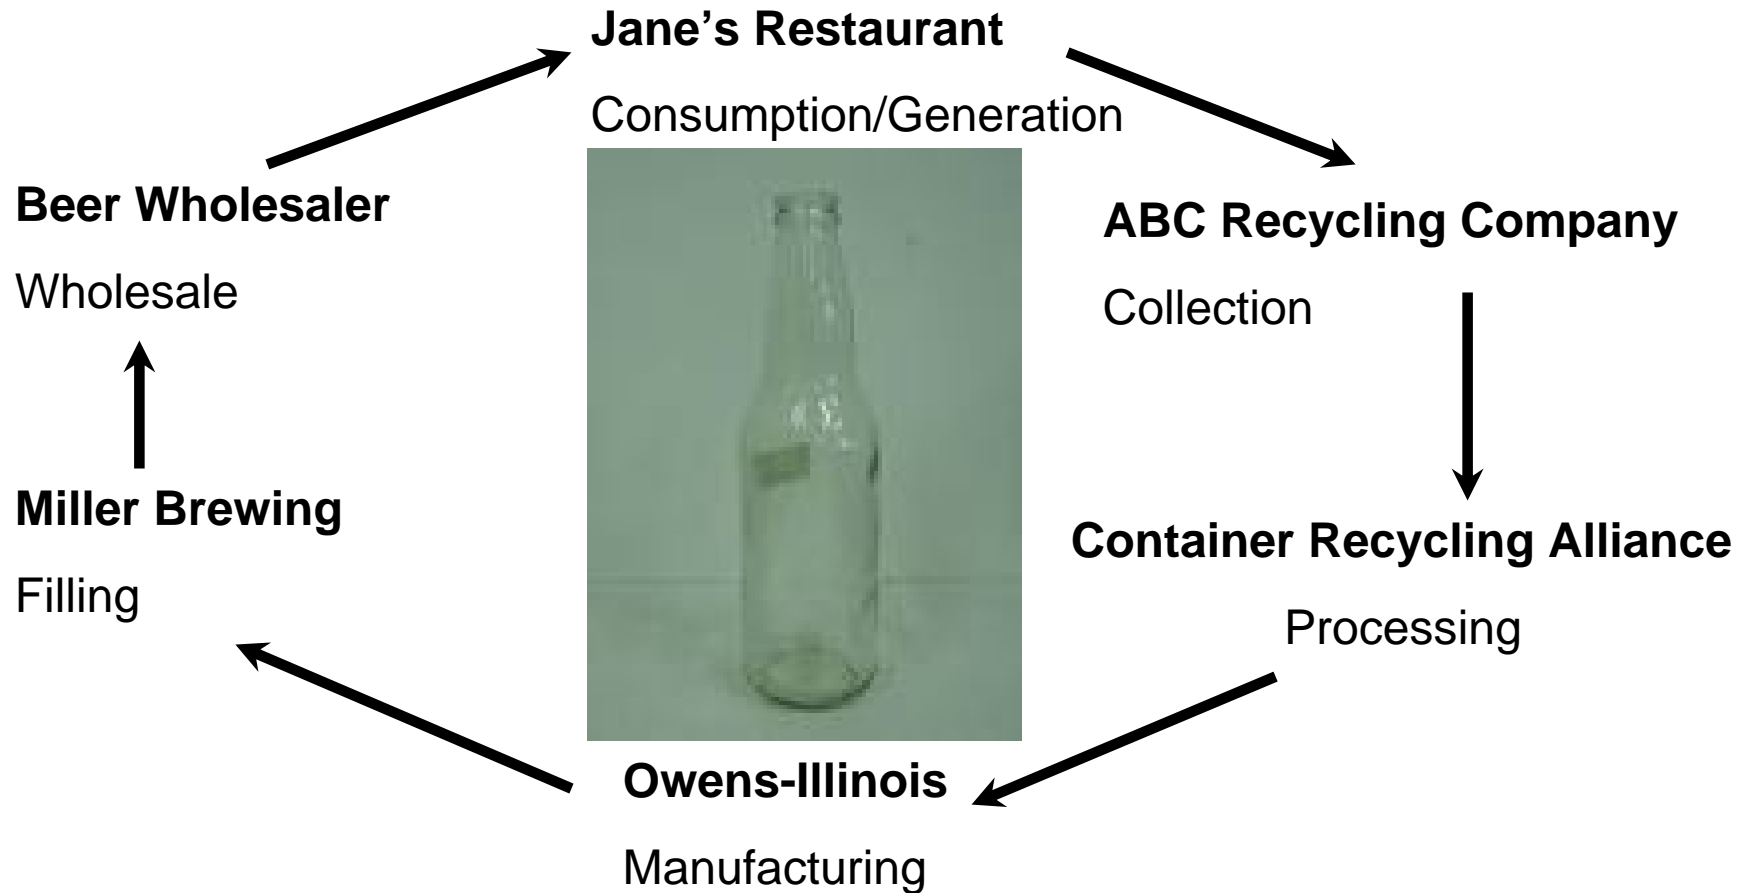 Jane’s Restaurant
Consumption/Generation
Beer Wholesaler
Wholesale
ABC Recycling Company
Collection
Miller Brewing
Filling
Container Recycling Alliance
Processing
Owens-Illinois
Manufacturing